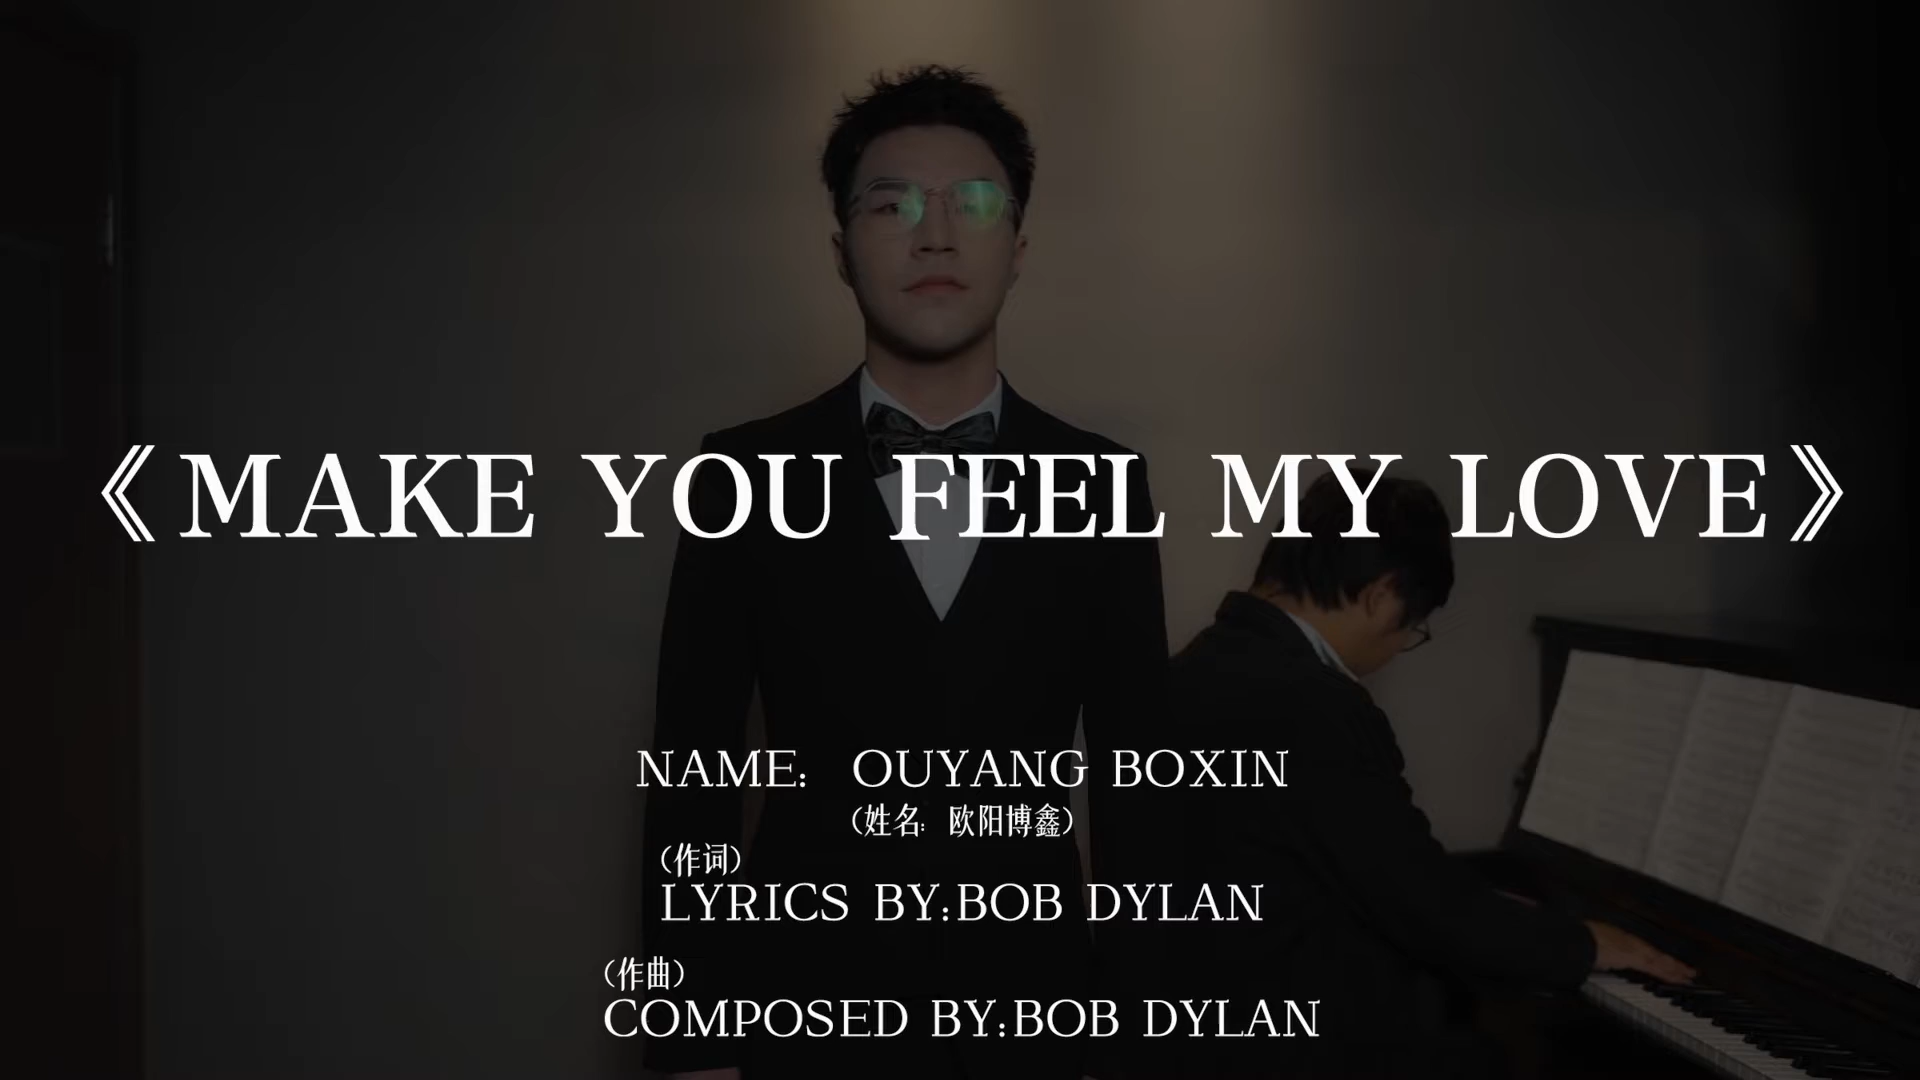 《MAKE YOU FEEL MY LOVE》
NAME: OUYANG BOXIN
(姓名: 欧阳博鑫)
(作词)
LYRICS BY:BOB DYLAN
(作曲)
COMPOSED BY:BOB DYLAN